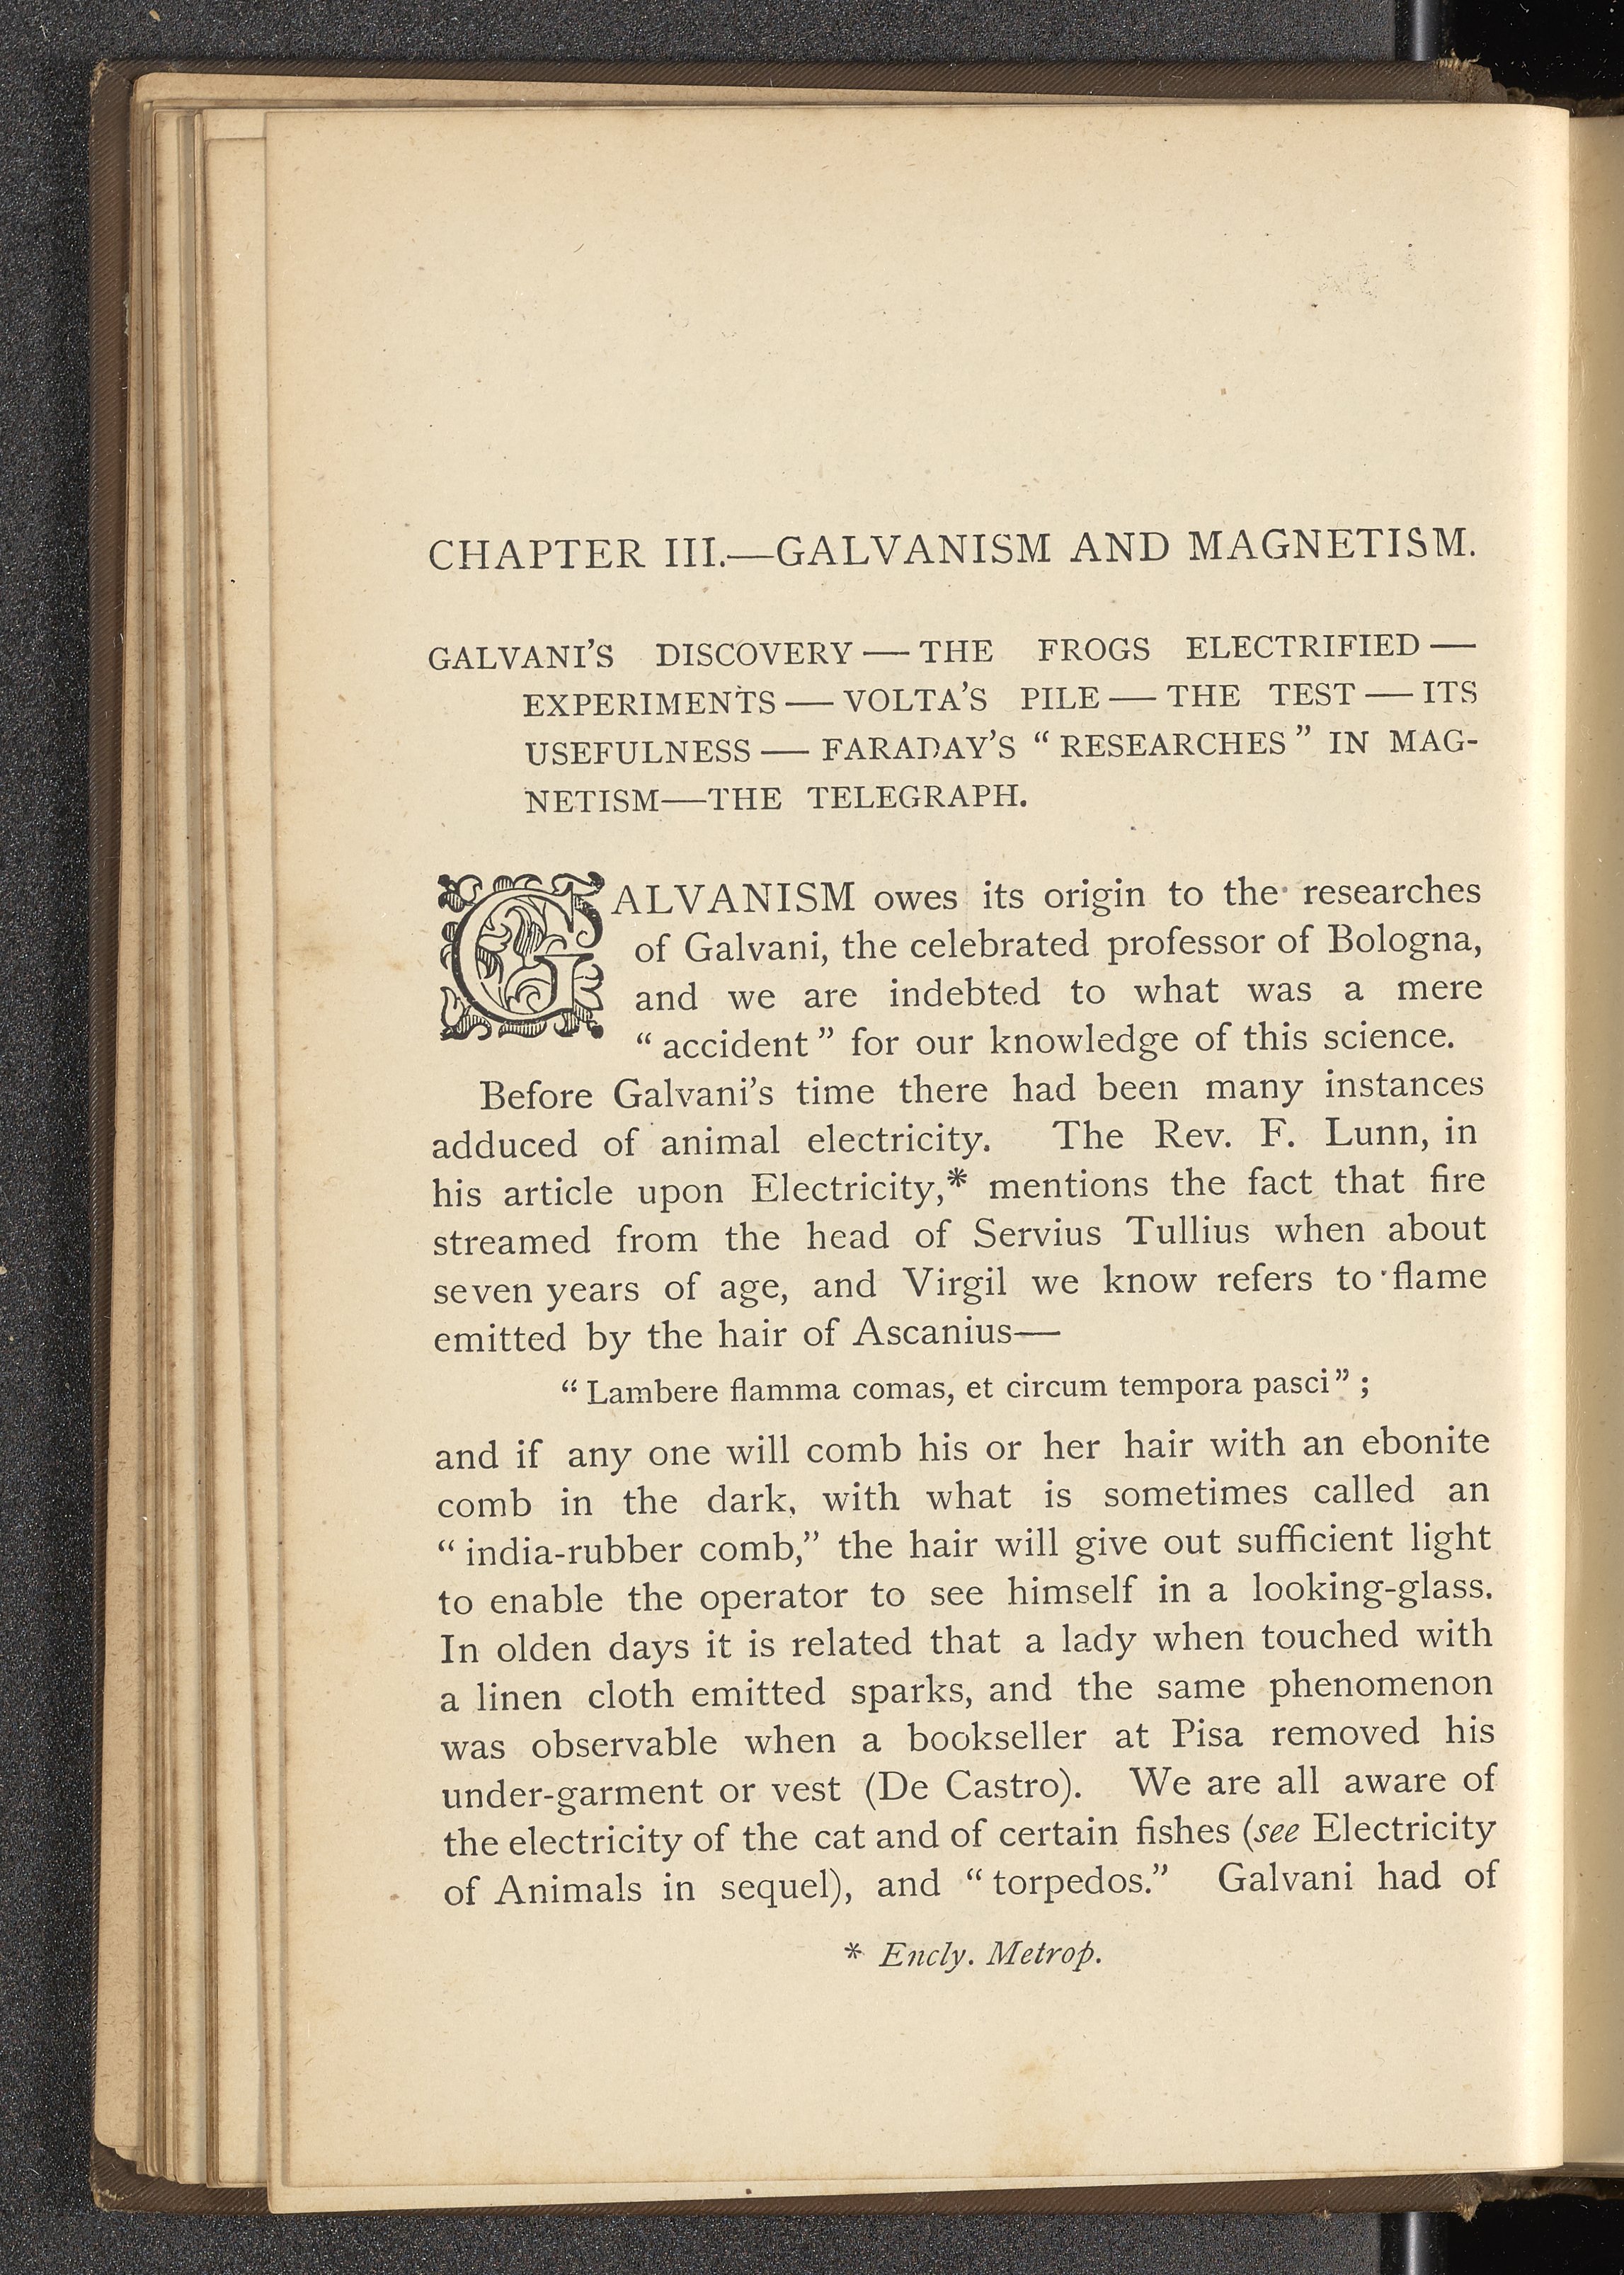 CHAPTER III.—GALVANISM AND MAGNETISM.
GALVANI’S DISCOVERY — THE FROGS ELECTRIFIED —
EXPERIMENTS — VOLTA’S PILE — THE TEST — ITS
USEFULNESS — FARADAY’S “ RESEARCHES ” IN MAG-
NETISM—THE TELEGRAPH.
GALVANISM owes its origin to the researches
of Galvani, the celebrated professor of Bologna,
and we are indebted to what was a mere
“ accident ” for our knowledge of this science.
Before Galvani’s time there had been many instances
adduced of animal electricity. The Rev. F. Lunn, in
his article upon Electricity,* mentions the fact that fire
streamed from the head of Servius Tullius when about
seven years of age, and Virgil we know refers to flame
emitted by the hair of Ascanius—
“ Lambere flamma comas, et circum tempora pasci” ;
and if any one will comb his or her hair with an ebonite
comb in the dark, with what is sometimes called an
“ india-rubber comb,” the hair will give out sufficient light
to enable the operator to see himself in a looking-glass.
In olden days it is related that a lady when touched with
a linen cloth emitted sparks, and the same phenomenon
was observable when a bookseller at Pisa removed his
under-garment or vest (De Castro). We are all aware of
the electricity of the cat and of certain fishes (see Electricity
of Animals in sequel), and “ torpedos.” Galvani had of
* Encly. Metrop.